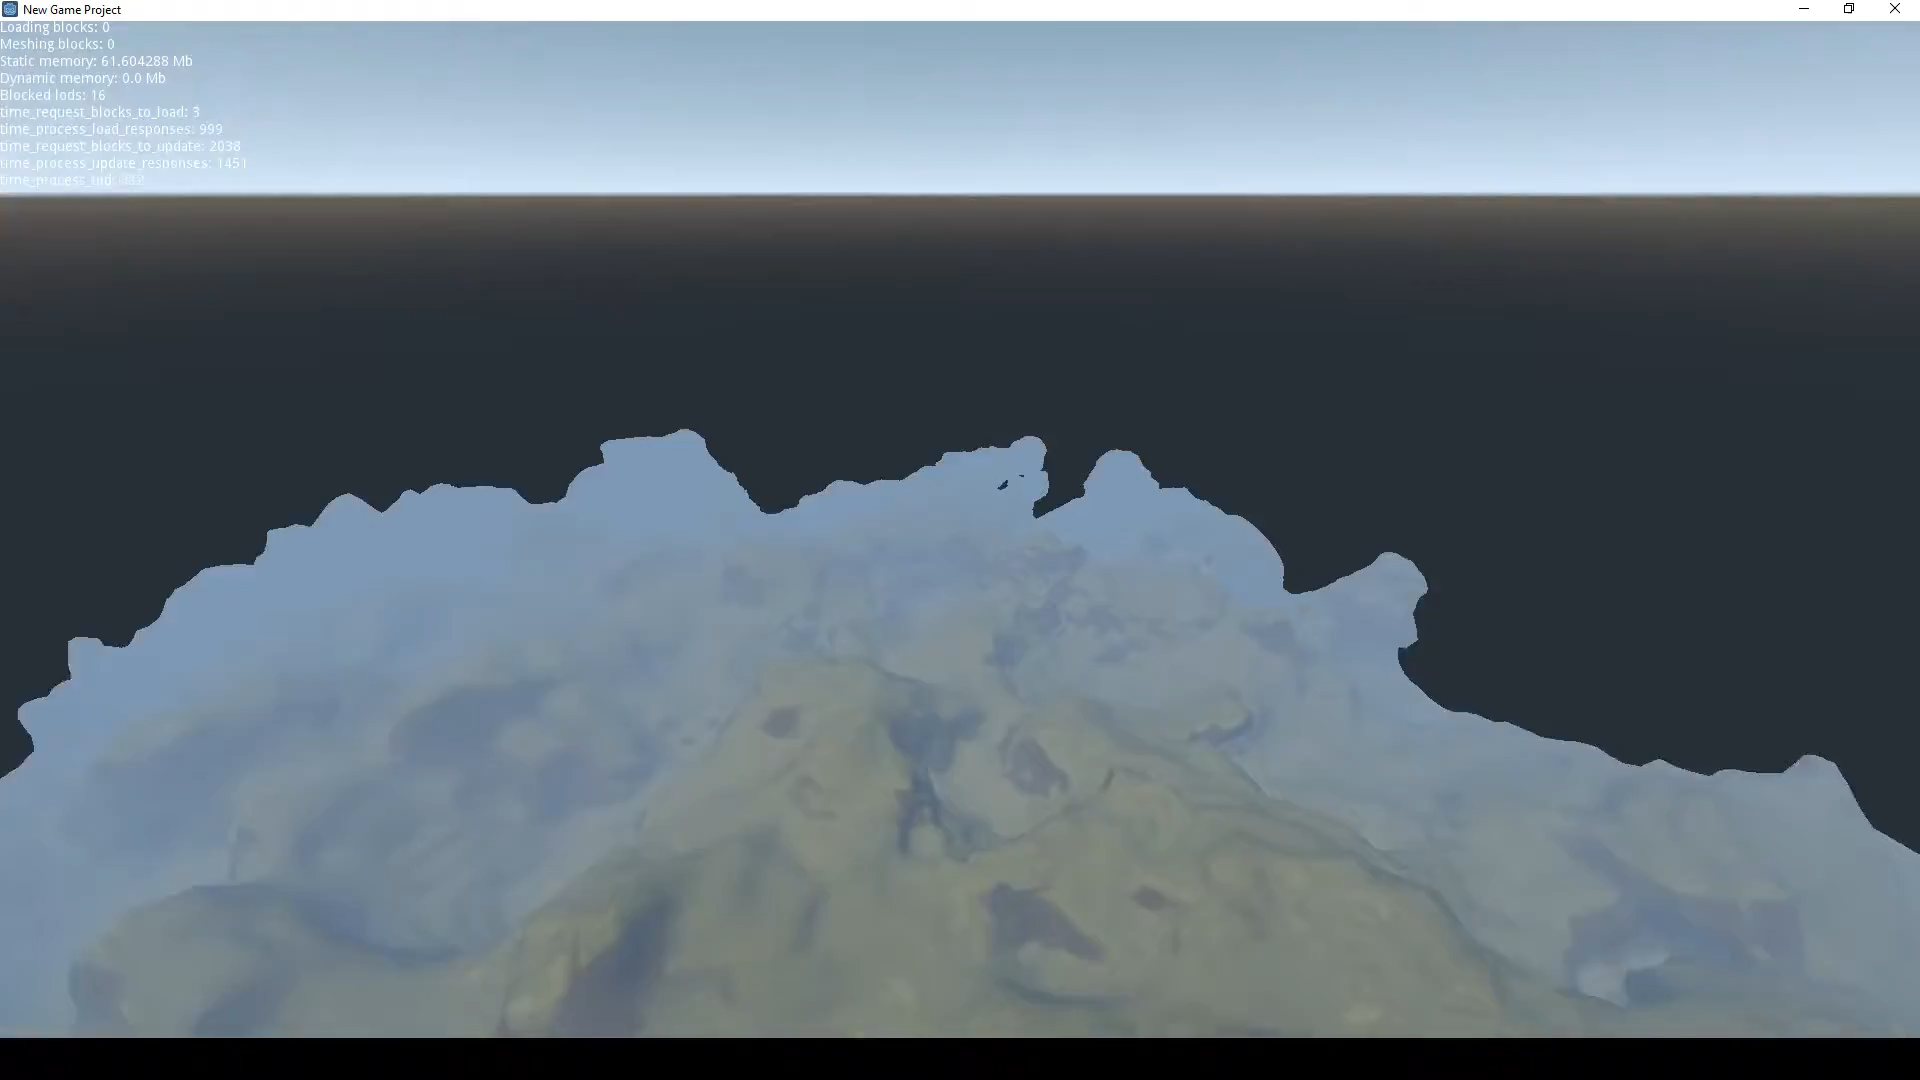 New Game Project
Loading blocks: 0
Meshing blocks: 0
Static memory: 61.604288 Mb
Dynamic memory: 0.0 Mb
Blocked lods: 16
time_request_blocks_to_load: 3
time_process_load_responses: 999
time_request_blocks_to_update: 2038
time_process_update_responses: 1451